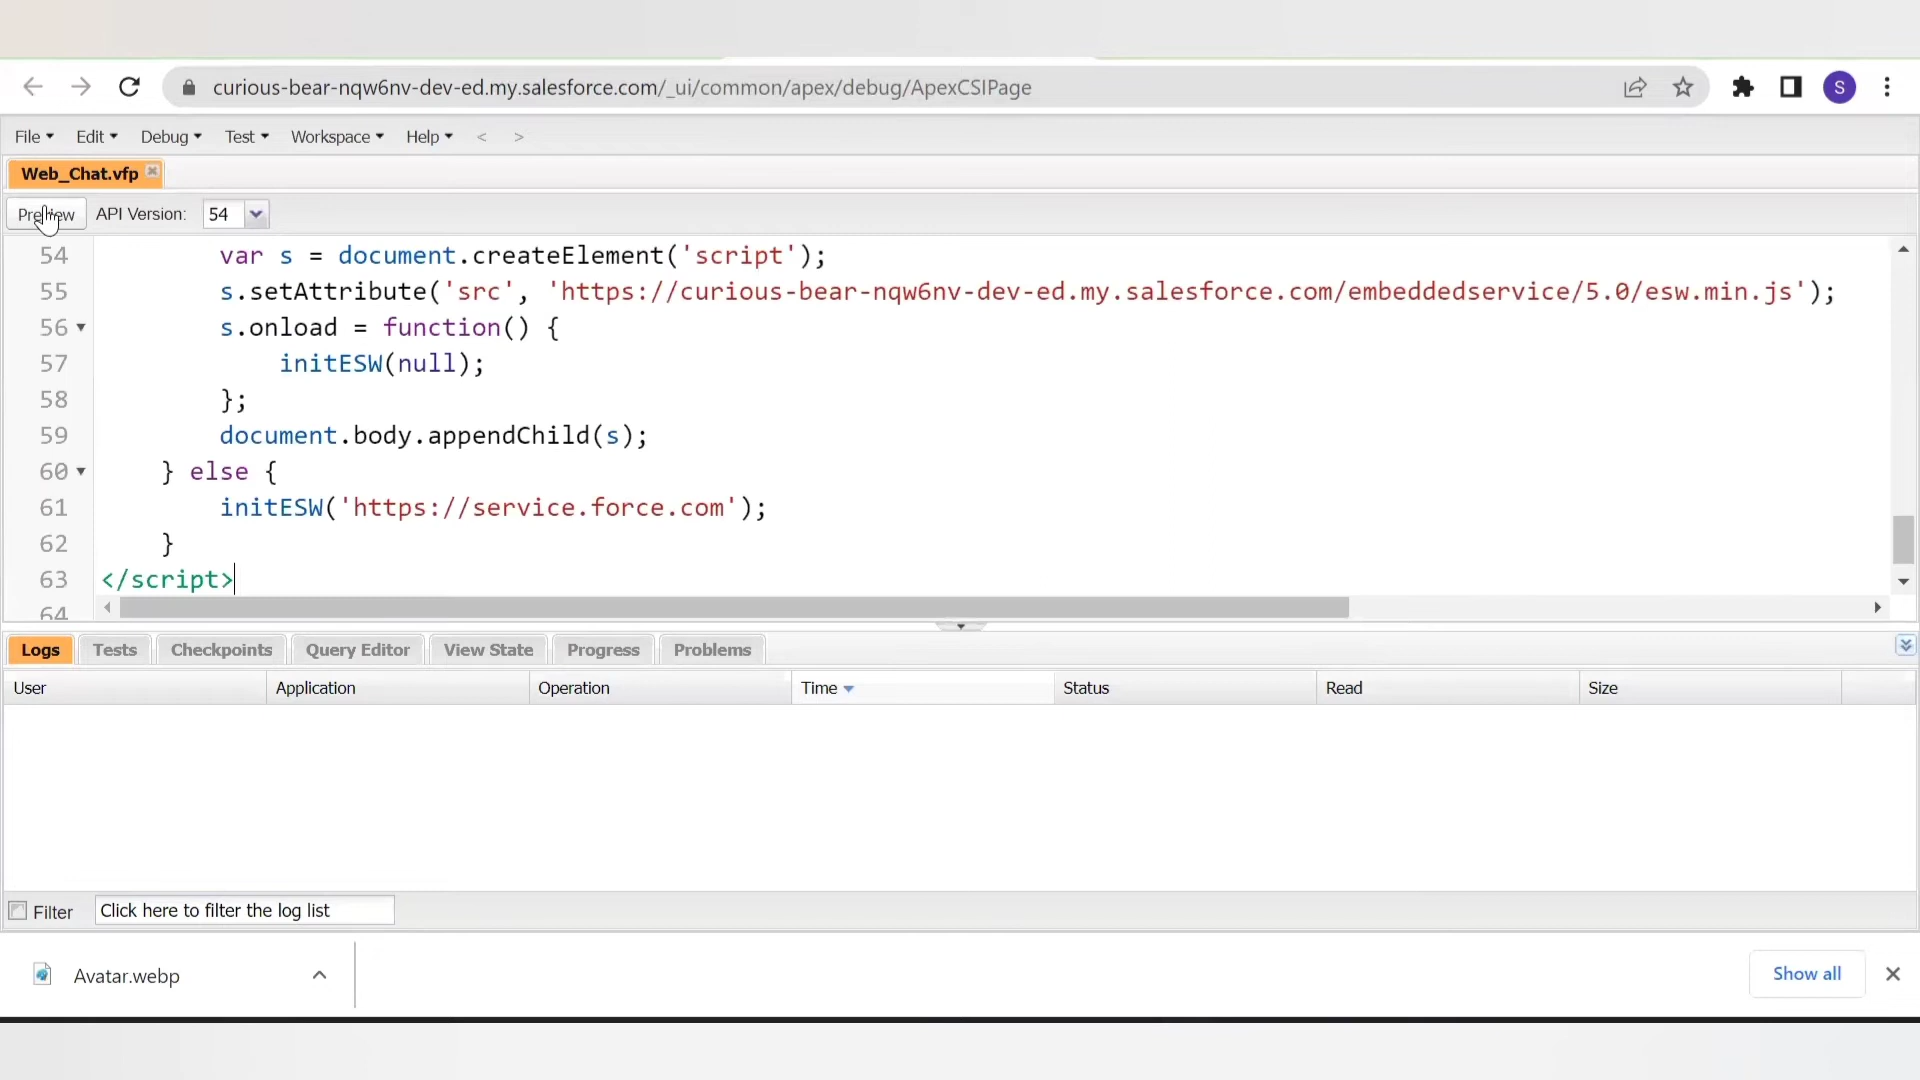 curious-bear-nqw6nv-dev-ed.my.salesforce.com/_ui/common/apex/debug/ApexCSIPage
S
File Edit Debug Test Workspace Help < >
Web_Chat.vfp
Preview API Version: 54
54 var s = document.createElement('script');
55 s.setAttribute('src', 'https://curious-bear-nqw6nv-dev-ed.my.salesforce.com/embeddedservice/5.0/esw.min.js');
56 s.onload = function() {
57 initESW(null);
58 };
59 document.body.appendChild(s);
60 } else {
61 initESW('https://service.force.com');
62 }
63 </script>
64
Logs Tests Checkpoints Query Editor View State Progress Problems
User Application Operation Time Status Read Size
Filter Click here to filter the log list
Avatar.webp Show all